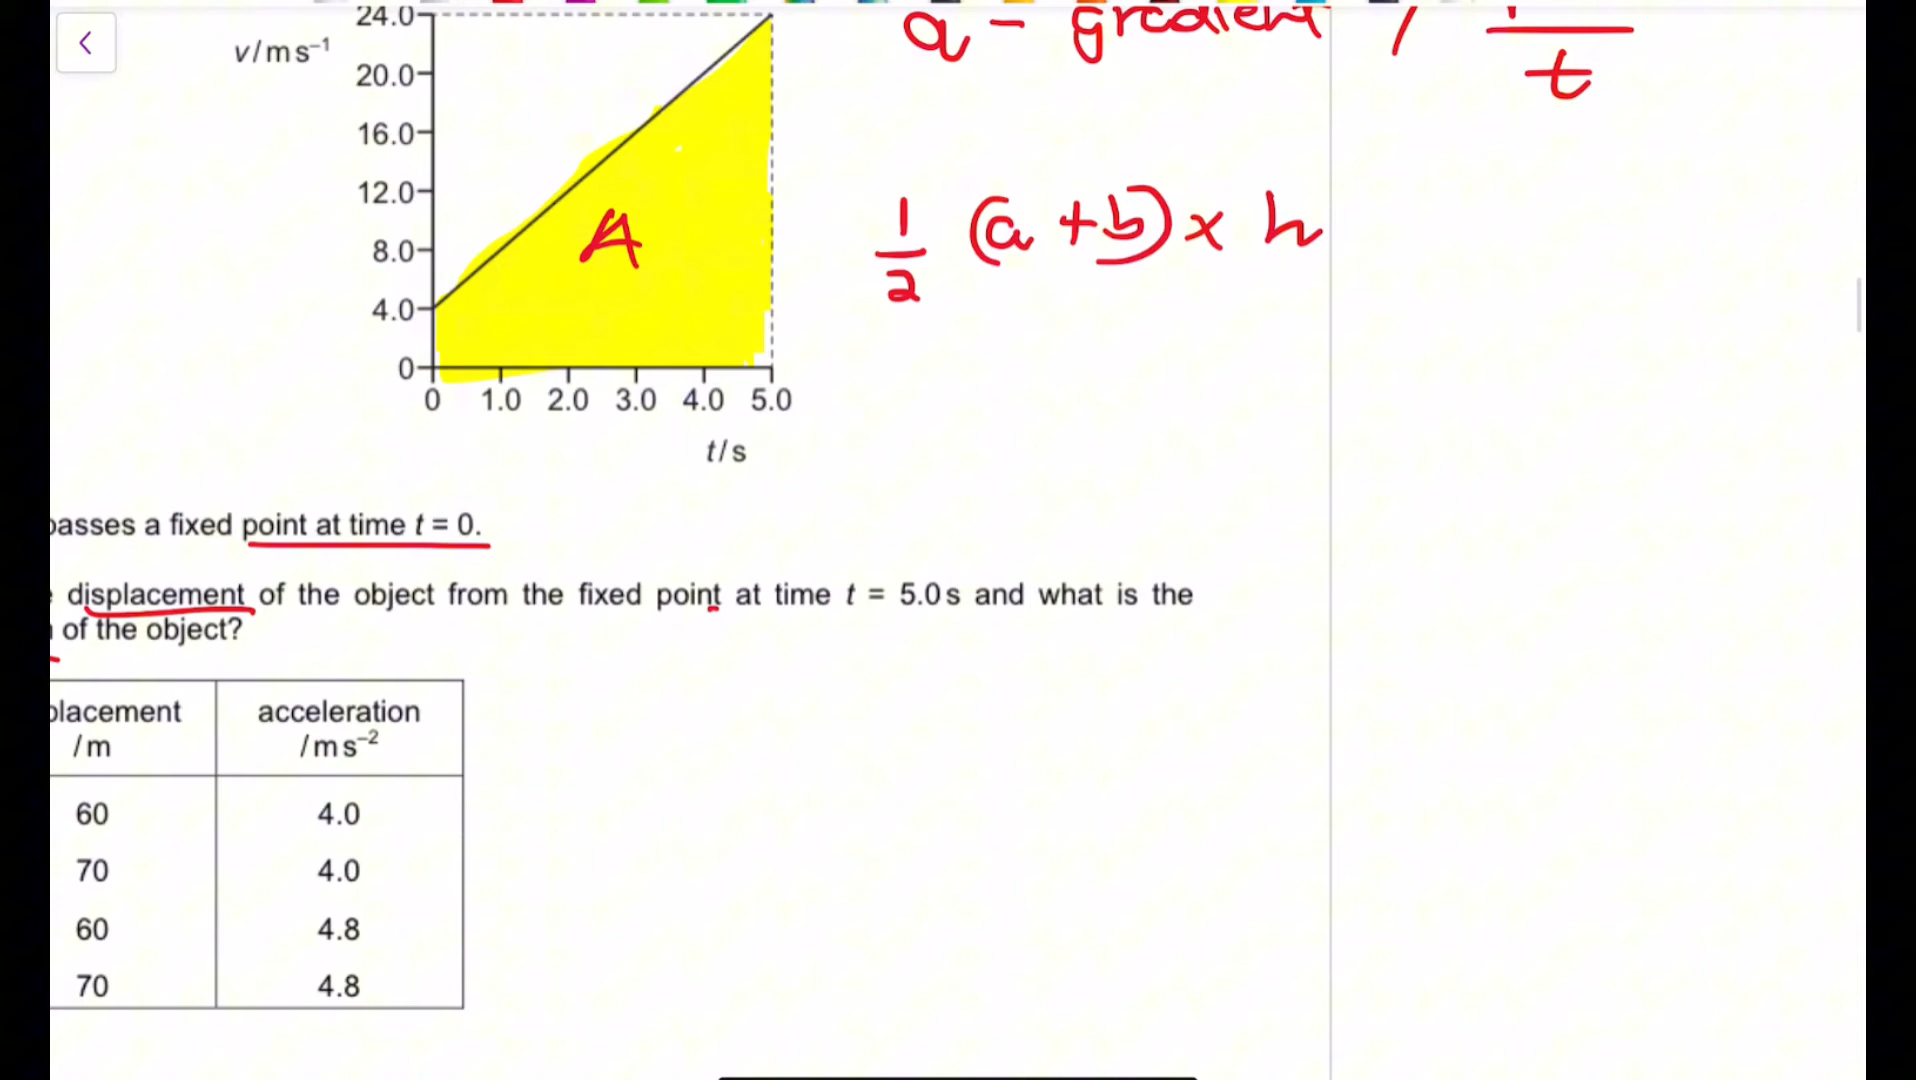 24.0
v/m s⁻¹
20.0
16.0
12.0
8.0
4.0
0
0 1.0 2.0 3.0 4.0 5.0
t/s
A
a - gradient /
t
1/2 (a + b) × h
passes a fixed point at time t = 0.
displacement of the object from the fixed point at time t = 5.0 s and what is the
of the object?
placement acceleration
/m /m s⁻²
60 4.0
70 4.0
60 4.8
70 4.8